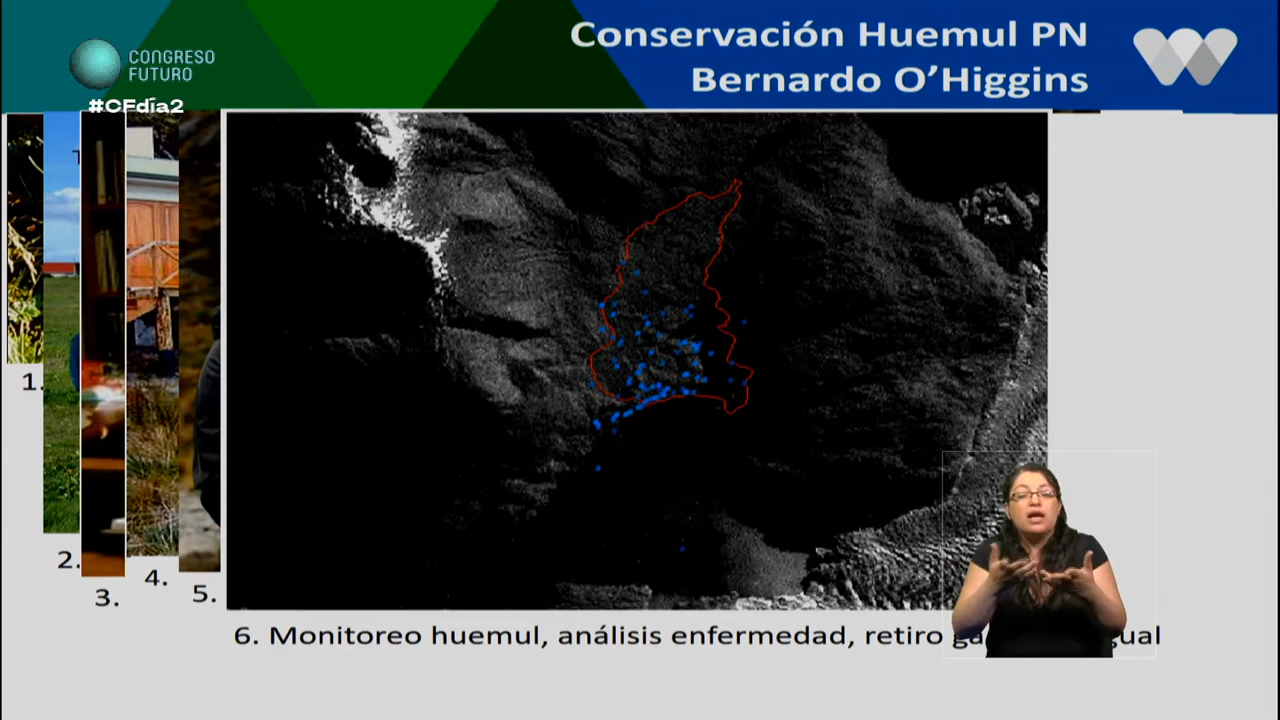 Conservación Huemul PN
Bernardo O’Higgins
CONGRESO
FUTURO
#CFdía2
1.
2.
3.
4.
5.
6. Monitoreo huemul, análisis enfermedad, retiro